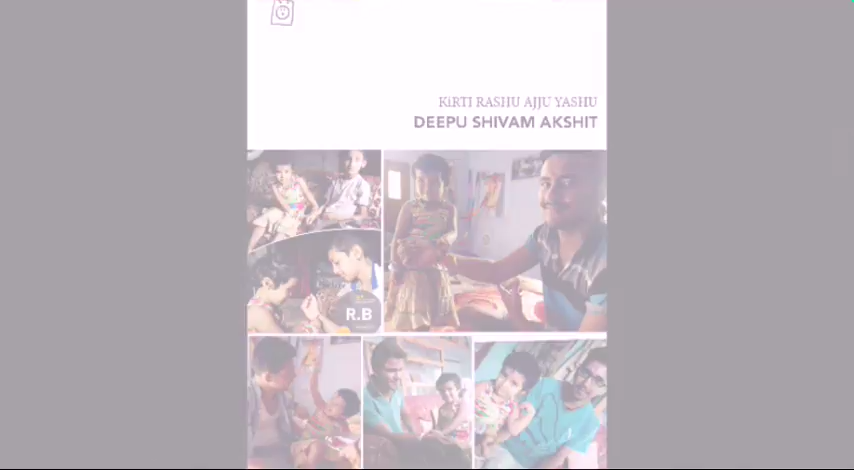 KiRTI RASHU AJJU YASHU
DEEPU SHIVAM AKSHIT
R.B